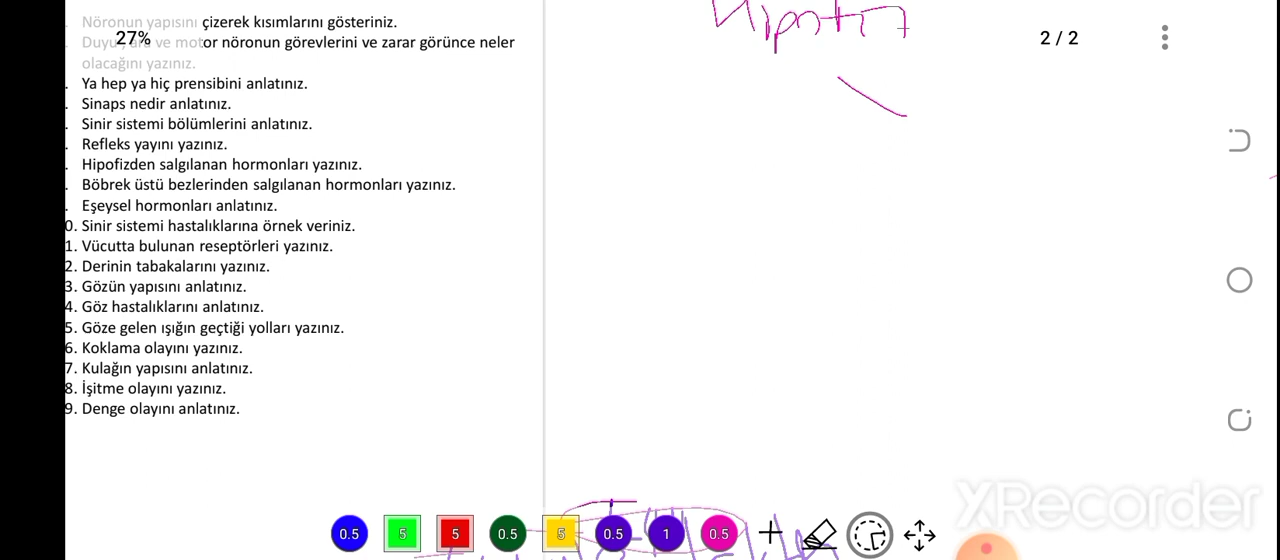 . Nöronun yapısını çizerek kısımlarını gösteriniz.
. Duyu, ara ve motor nöronun görevlerini ve zarar görünce neler
olacağını yazınız.
. Ya hep ya hiç prensibini anlatınız.
. Sinaps nedir anlatınız.
. Sinir sistemi bölümlerini anlatınız.
. Refleks yayını yazınız.
. Hipofizden salgılanan hormonları yazınız.
. Böbrek üstü bezlerinden salgılanan hormonları yazınız.
. Eşeysel hormonları anlatınız.
0. Sinir sistemi hastalıklarına örnek veriniz.
1. Vücutta bulunan reseptörleri yazınız.
2. Derinin tabakalarını yazınız.
3. Gözün yapısını anlatınız.
4. Göz hastalıklarını anlatınız.
5. Göze gelen ışığın geçtiği yolları yazınız.
6. Koklama olayını yazınız.
7. Kulağın yapısını anlatınız.
8. İşitme olayını yazınız.
9. Denge olayını anlatınız.
27%
2 / 2
0.5 5 5 0.5 5 0.5 1 0.5
XRecorder